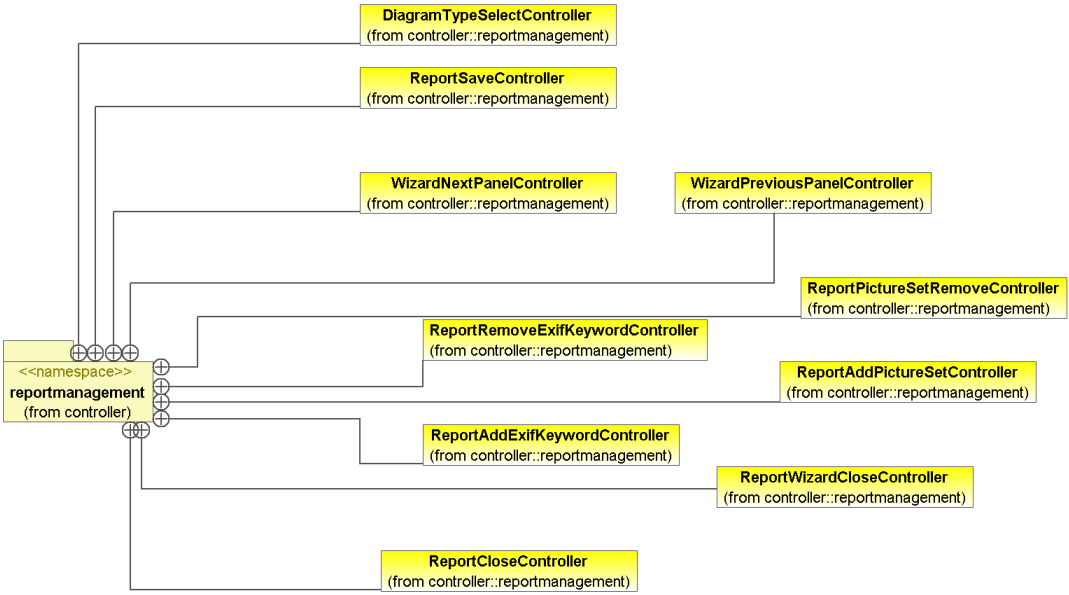 DiagramTypeSelectController
(from controller::reportmanagement)
ReportSaveController
(from controller::reportmanagement)
WizardNextPanelController
(from controller::reportmanagement)
WizardPreviousPanelController
(from controller::reportmanagement)
ReportPictureSetRemoveController
(from controller::reportmanagement)
ReportRemoveExifKeywordController
(from controller::reportmanagement)
<<namespace>>
reportmanagement
(from controller)
ReportAddPictureSetController
(from controller::reportmanagement)
ReportAddExifKeywordController
(from controller::reportmanagement)
ReportWizardCloseController
(from controller::reportmanagement)
ReportCloseController
(from controller::reportmanagement)